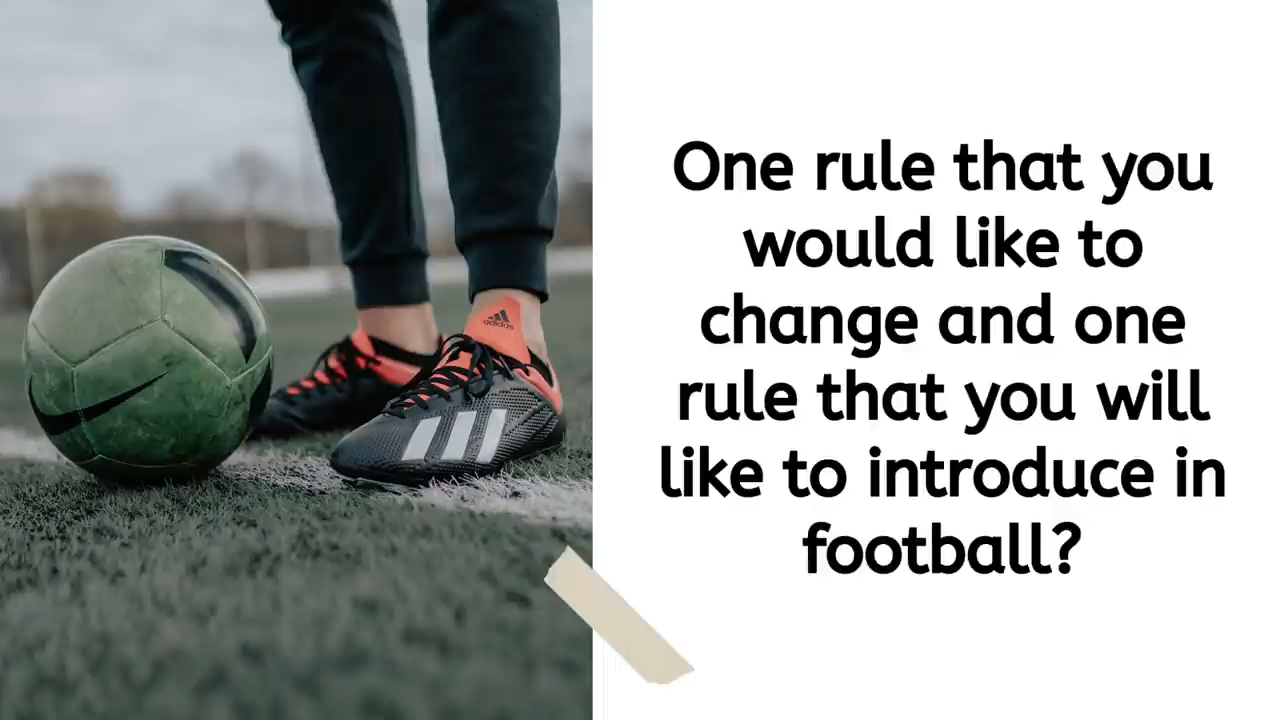 adidas
One rule that you
would like to
change and one
rule that you will
like to introduce in
football?